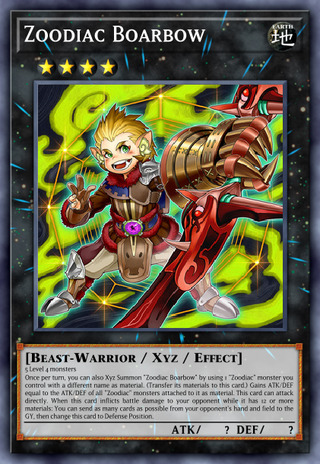 Zoodiac Boarbow
EARTH
地
[Beast-Warrior / Xyz / Effect]
5 Level 4 monsters
Once per turn, you can also Xyz Summon "Zoodiac Boarbow" by using 1 "Zoodiac" monster you
control with a different name as material. (Transfer its materials to this card.) Gains ATK/DEF
equal to the ATK/DEF of all "Zoodiac" monsters attached to it as material. This card can attack
directly. When this card inflicts battle damage to your opponent while it has 12 or more
materials: You can send as many cards as possible from your opponent's hand and field to the
GY, then change this card to Defense Position.
ATK/ ? DEF/ ?